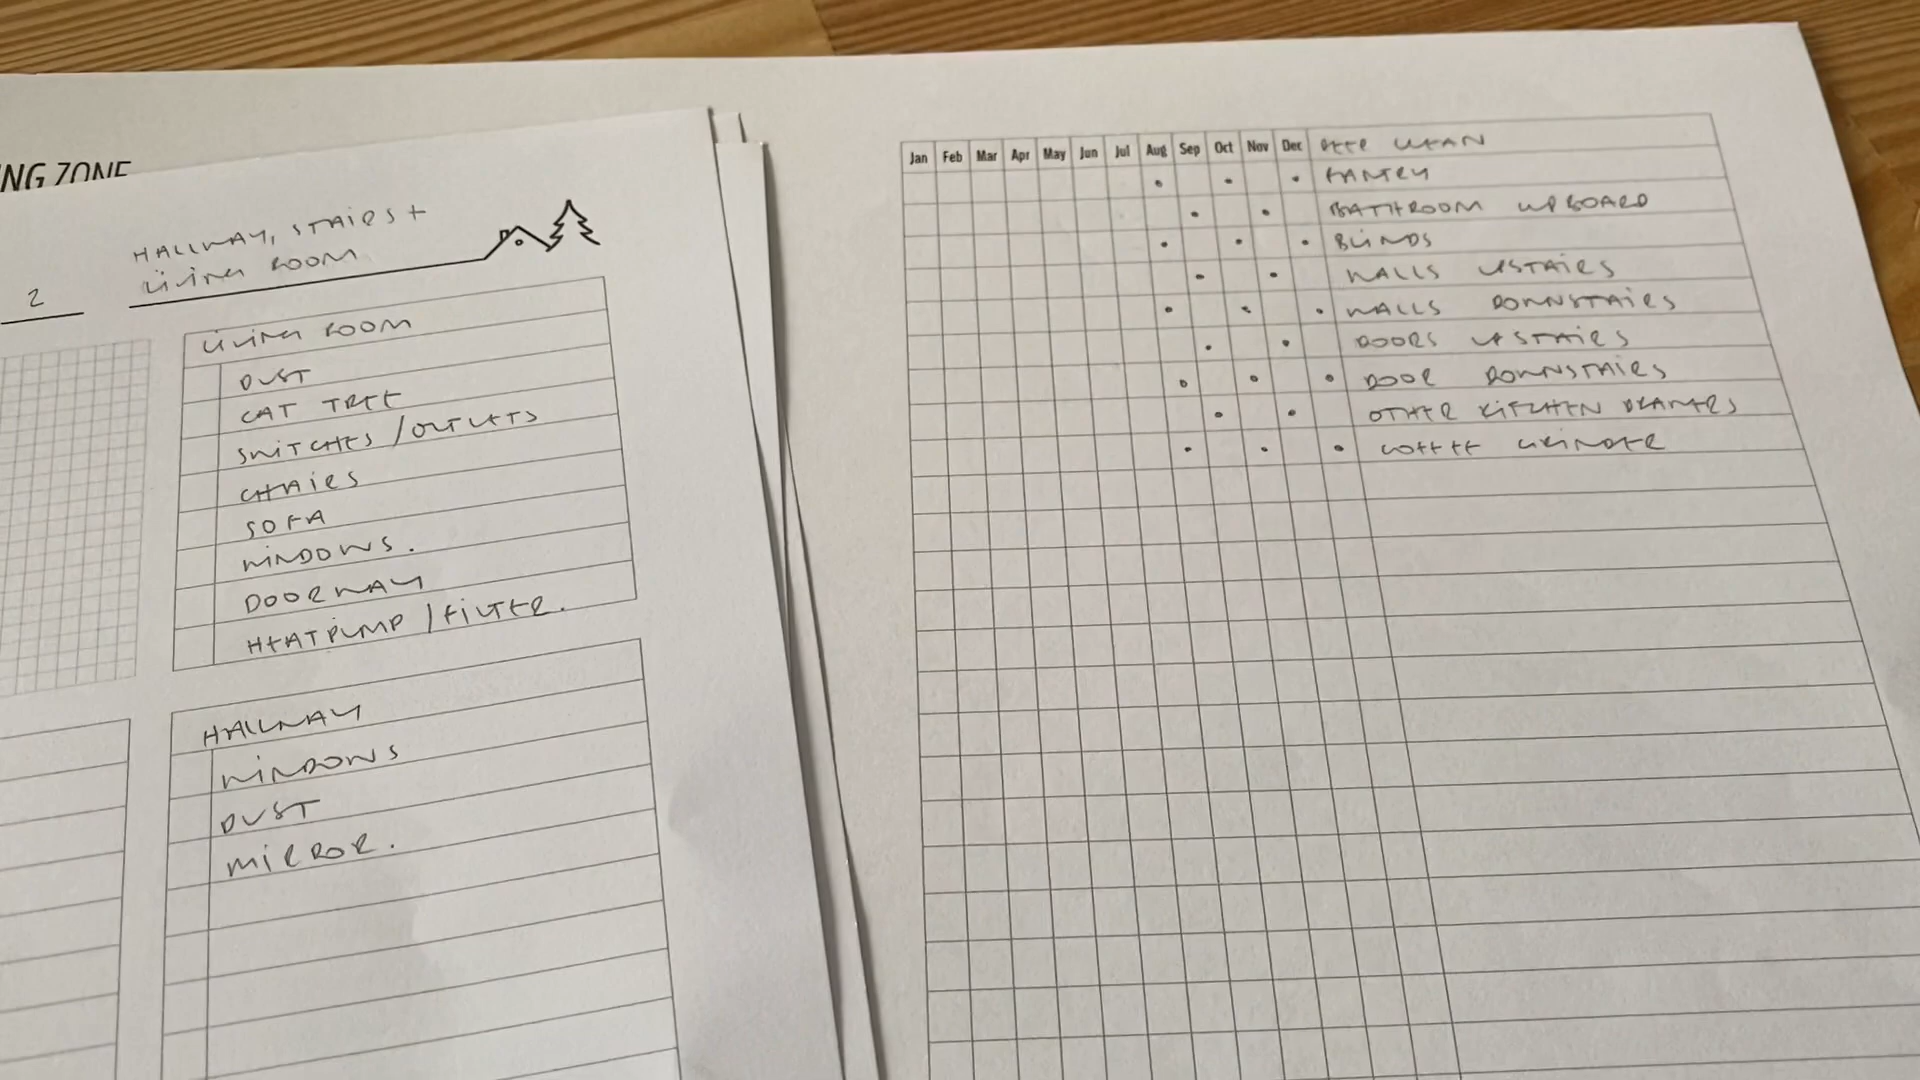 NG ZONE
2
HALLWAY, STAIRS +
LIVING ROOM
LIVING ROOM
DUST
CAT TREE
SWITCHES / OUTLETS
CHAIRS
SOFA
WINDOWS.
DOORWAY
HEATPUMP / FILTER.
HALLWAY
WINDOWS
DUST
MIRROR.
Jan Feb Mar Apr May Jun Jul Aug Sep Oct Nov Dec DEEP CLEAN
PANTRY
BATHROOM CUPBOARD
BLINDS
WALLS UPSTAIRS
WALLS DOWNSTAIRS
DOORS UPSTAIRS
DOOR DOWNSTAIRS
OTHER KITCHEN DRAWERS
COFFEE GRINDER